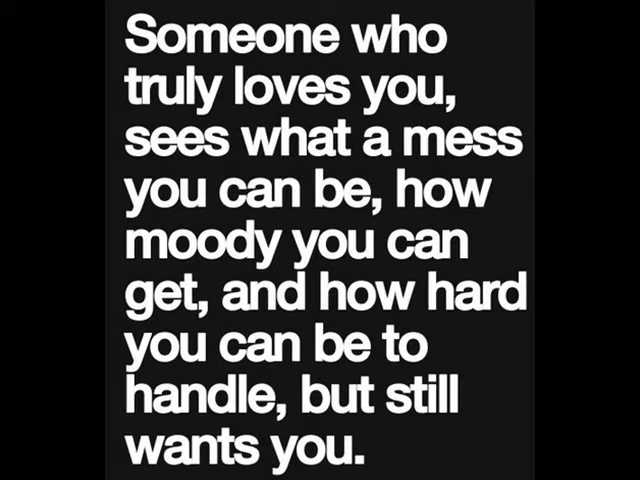 Someone who
truly loves you,
sees what a mess
you can be, how
moody you can
get, and how hard
you can be to
handle, but still
wants you.